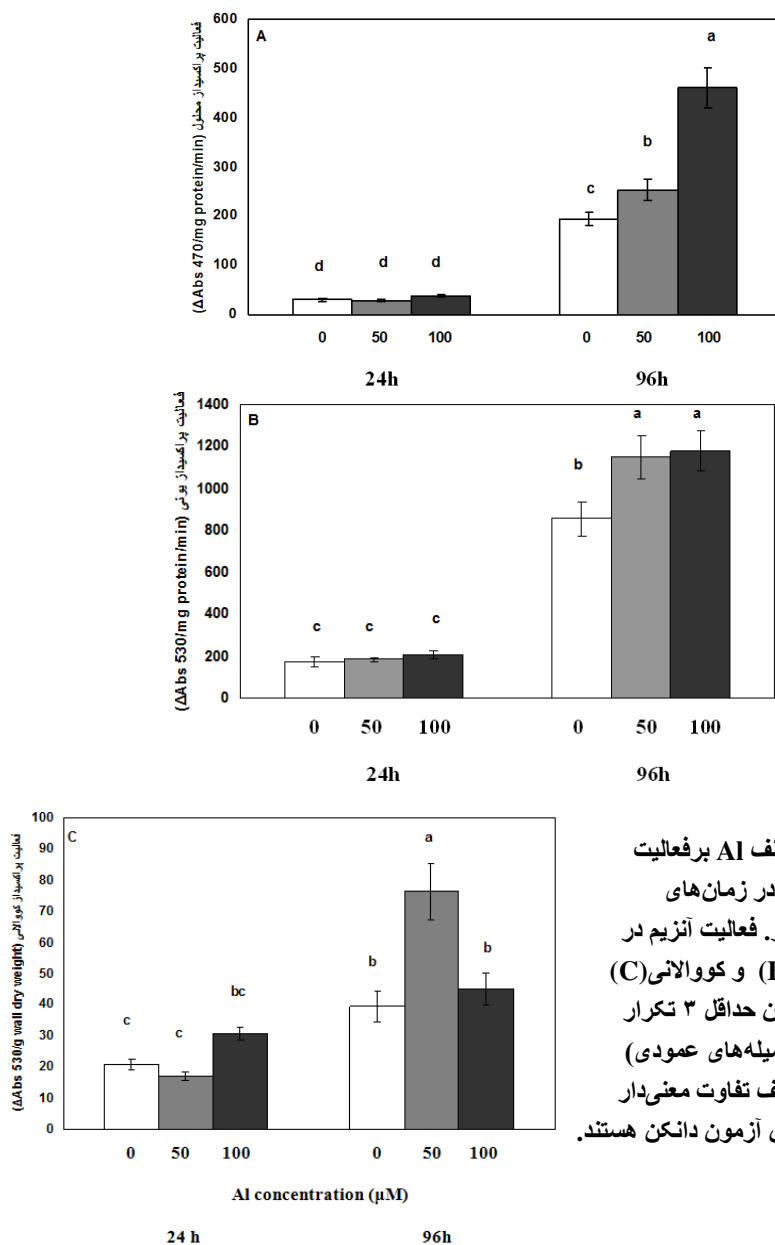 فعالیت پراکسیداز محلول (ΔAbs 470/mg protein/min)
600
500
400
300
200
100
0
A
d d d c b a
0 50 100 0 50 100
24h 96h
فعالیت پراکسیداز یونی (ΔAbs 530/mg protein/min)
1400
1200
1000
800
600
400
200
0
B
c c c b a a
0 50 100 0 50 100
24h 96h
فعالیت پراکسیداز کووالانی (ΔAbs 530/g wall dry weight)
100
90
80
70
60
50
40
30
20
10
0
C
c c bc b a b
0 50 100 0 50 100
Al concentration (µM)
24 h 96h
Al برفعالیت
در زمان‌های
فعالیت آنزیم در
و کووالانی(C)
حداقل ۳ تکرار
های عمودی)
تفاوت معنی‌دار
آزمون دانکن هستند.